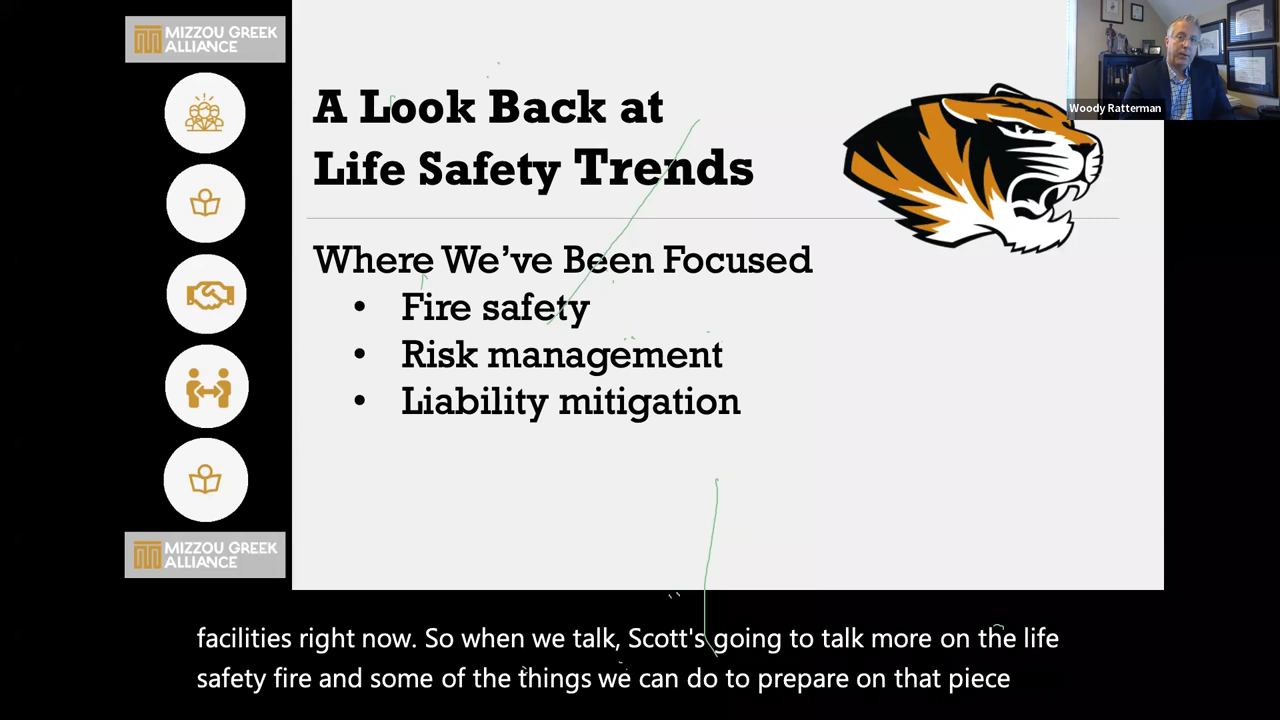 MIZZOU GREEK
ALLIANCE
A Look Back at
Life Safety Trends
Where We've Been Focused
• Fire safety
• Risk management
• Liability mitigation
Woody Ratterman
MIZZOU GREEK
ALLIANCE
facilities right now. So when we talk, Scott's going to talk more on the life
safety fire and some of the things we can do to prepare on that piece